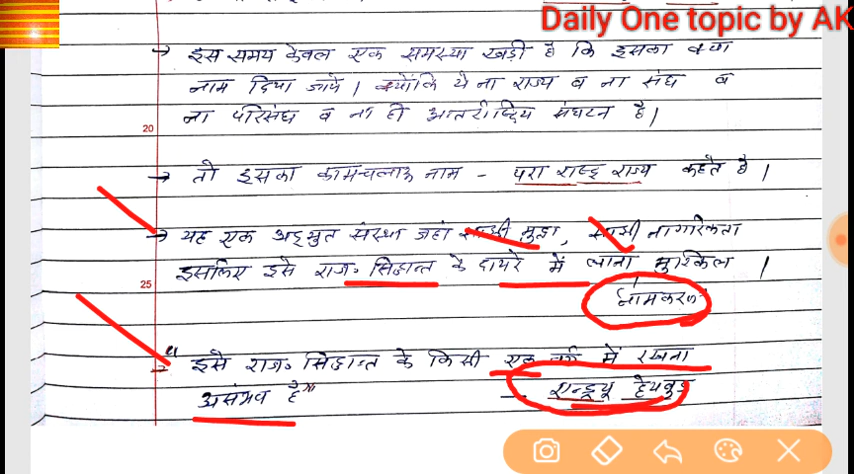 Daily One topic by AK
→ इस समय केवल एक समस्या खड़ी है कि इसका क्या
नाम दिया जाये। क्योंकि ये ना राज्य व ना संघ व
ना परिसंघ व ना ही अंतर्राष्ट्रिय संघटन है।
20
→ तो इसका कामचलाऊ नाम - परा राष्ट्र राज्य कहते है।
→ यह एक अद्भुत संस्था जहां साझी मुद्रा, साझी नागरिकता
इसलिए इसे राज० सिद्धान्त के दायरे में लाना मुश्किल।
25
नामकरण
→ "इसे राज० सिद्धान्त के किसी एक वर्ग में रखना
असंभव है" - एन्ड्रयू हेयवुड